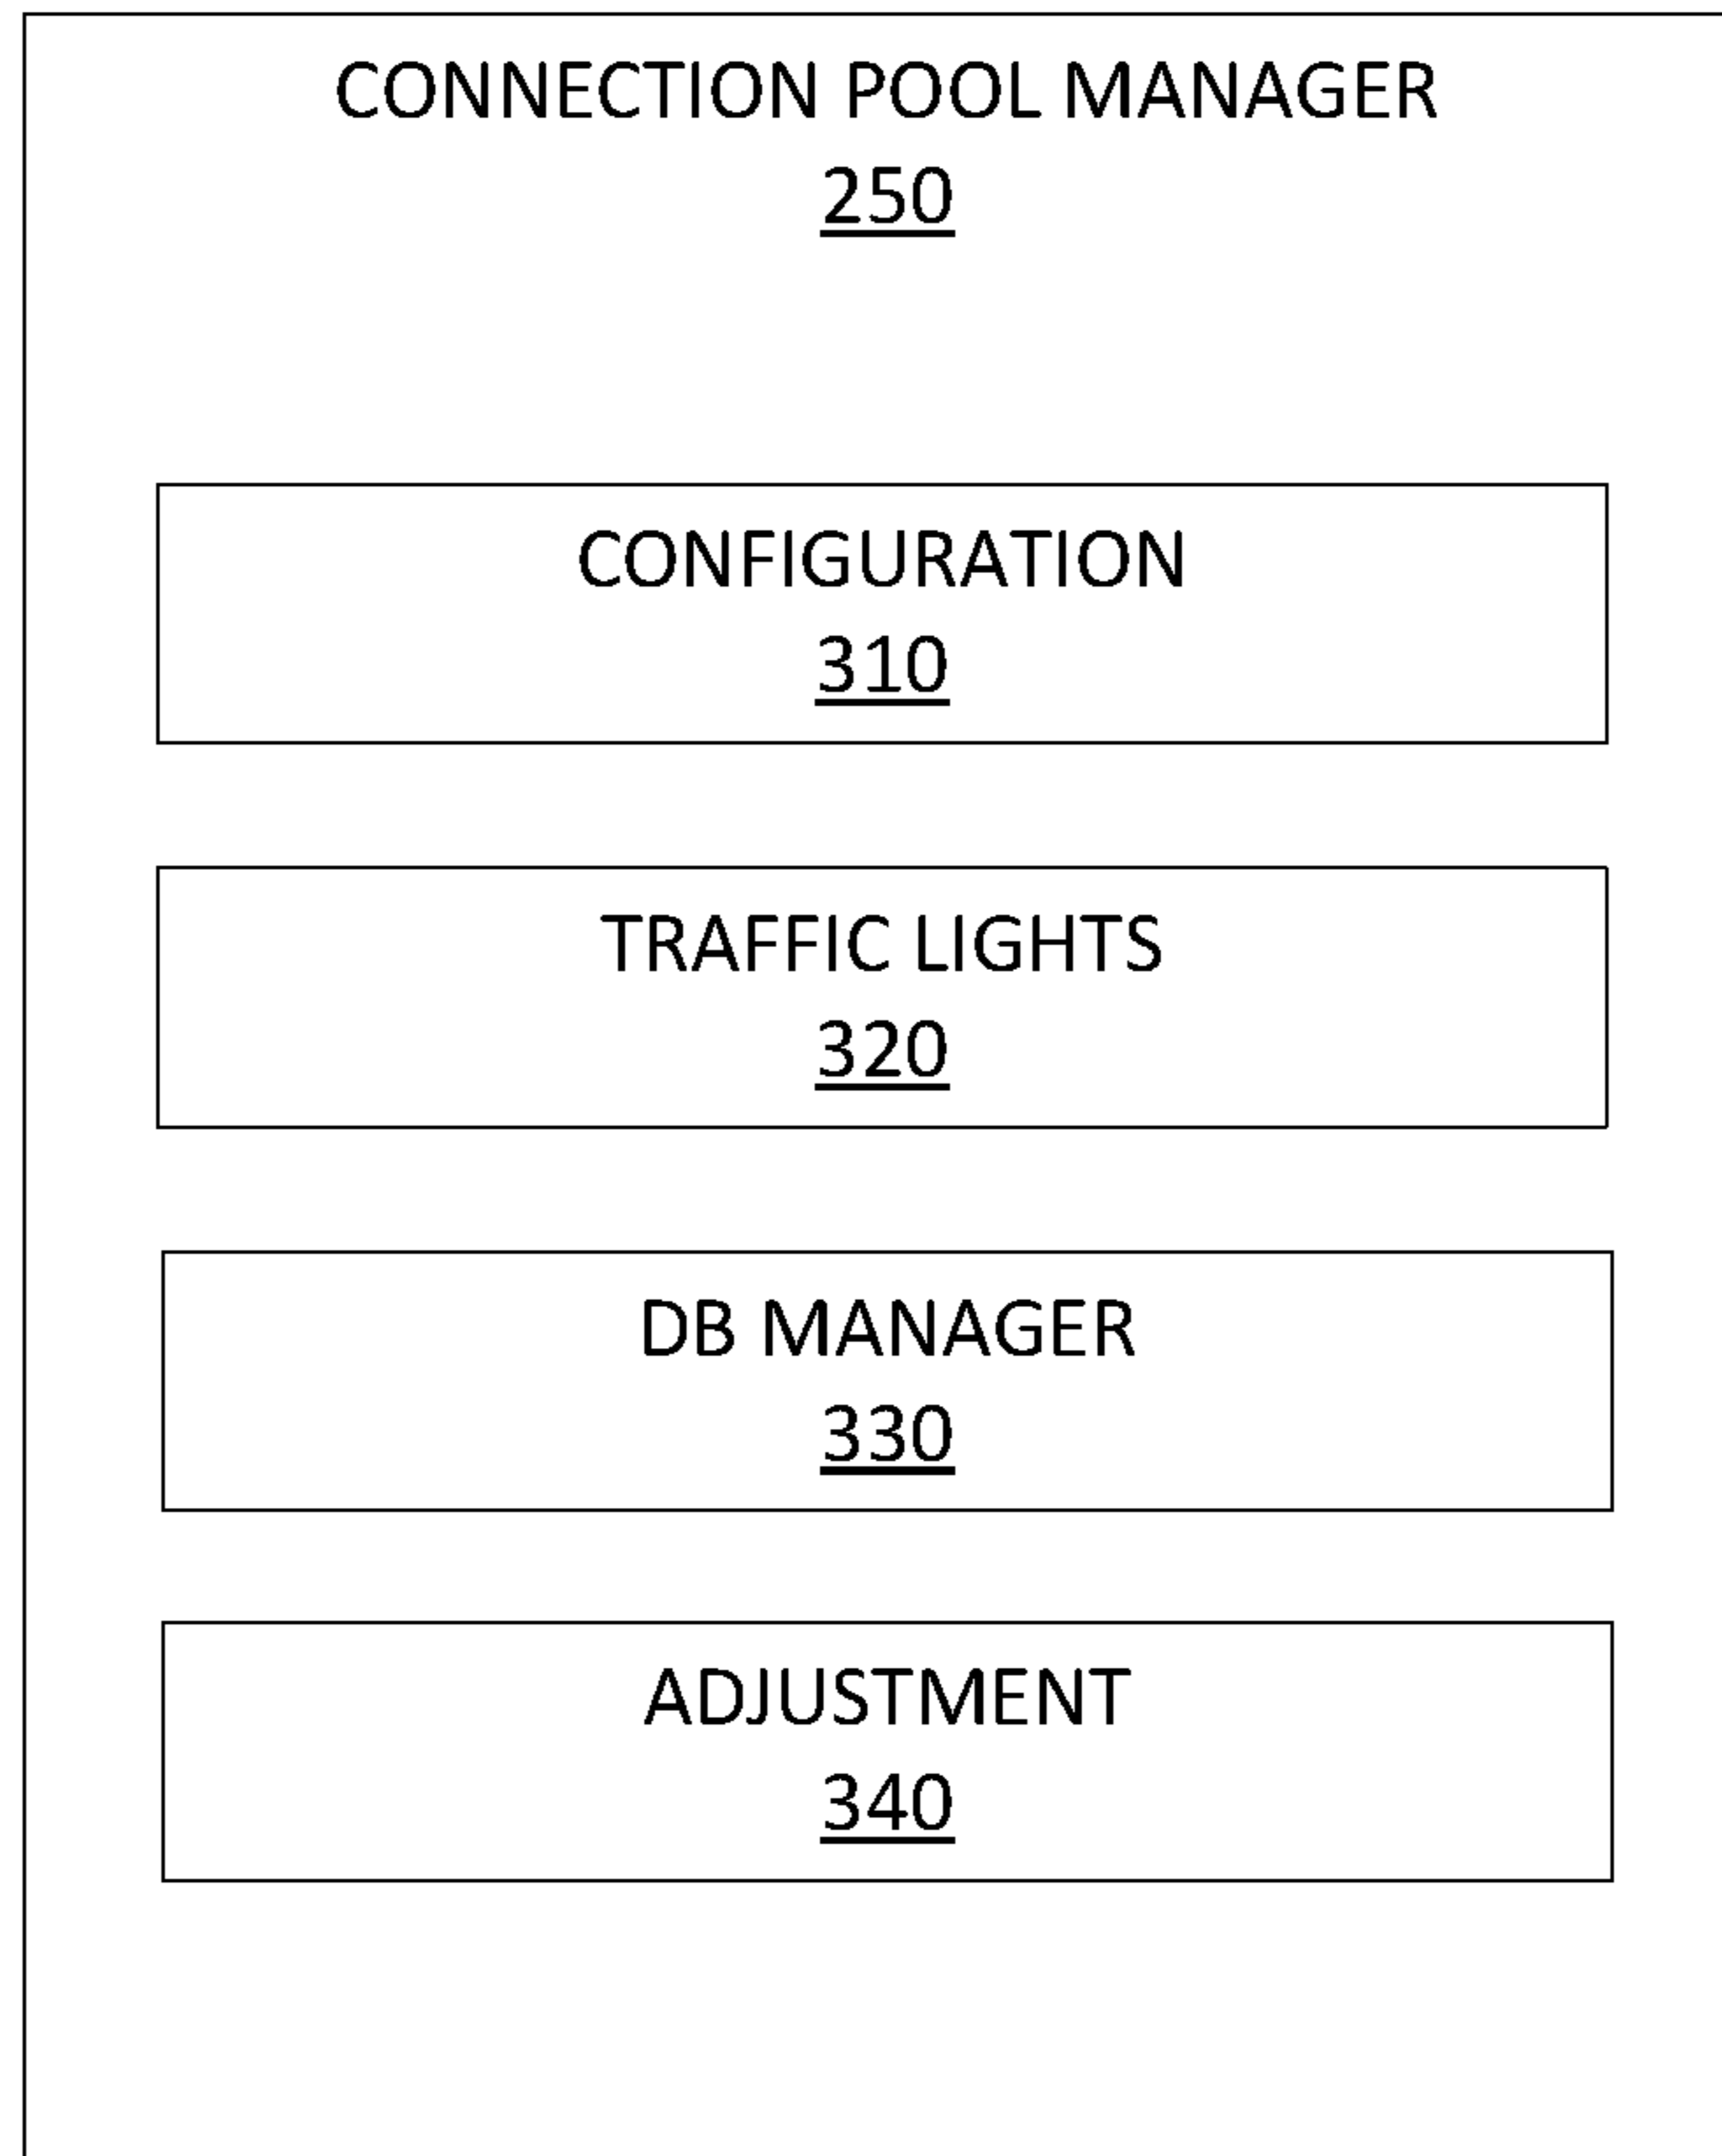 CONNECTION POOL MANAGER
250
CONFIGURATION
310
TRAFFIC LIGHTS
320
DB MANAGER
330
ADJUSTMENT
340